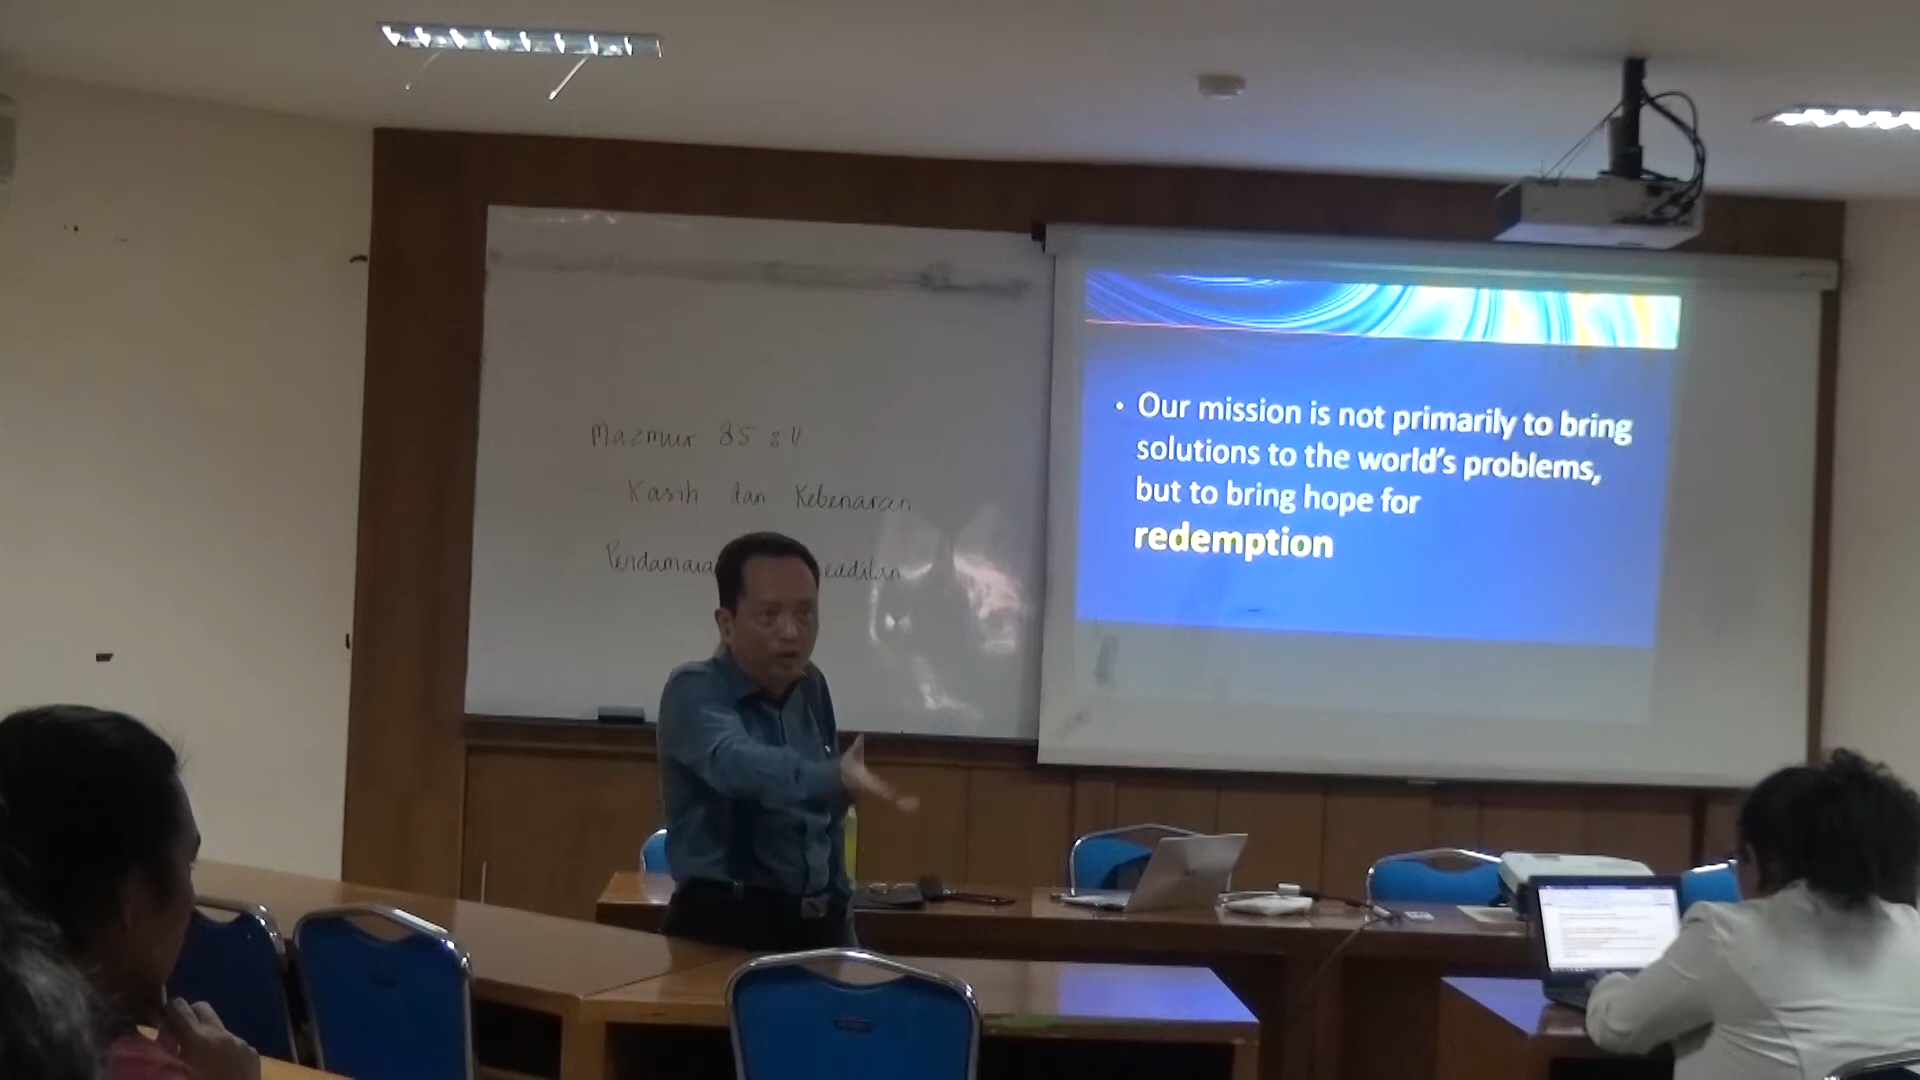 Mazmur 85 : 11
Kasih dan Kebenaran
• Our mission is not primarily to bring
solutions to the world's problems,
but to bring hope for
redemption